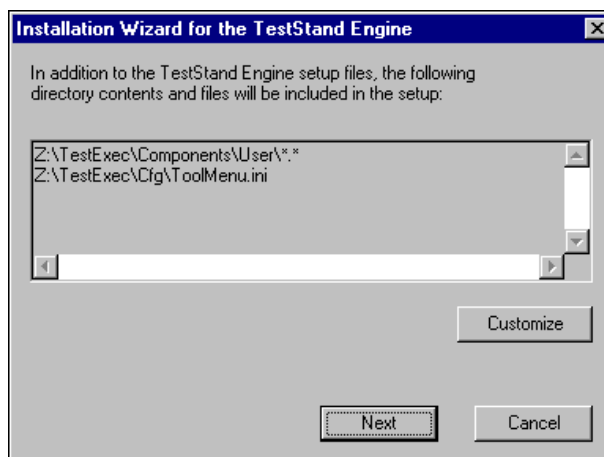 Installation Wizard for the TestStand Engine
In addition to the TestStand Engine setup files, the following
directory contents and files will be included in the setup:
Z:\TestExec\Components\User\*.*
Z:\TestExec\Cfg\ToolMenu.ini
Customize
Next
Cancel